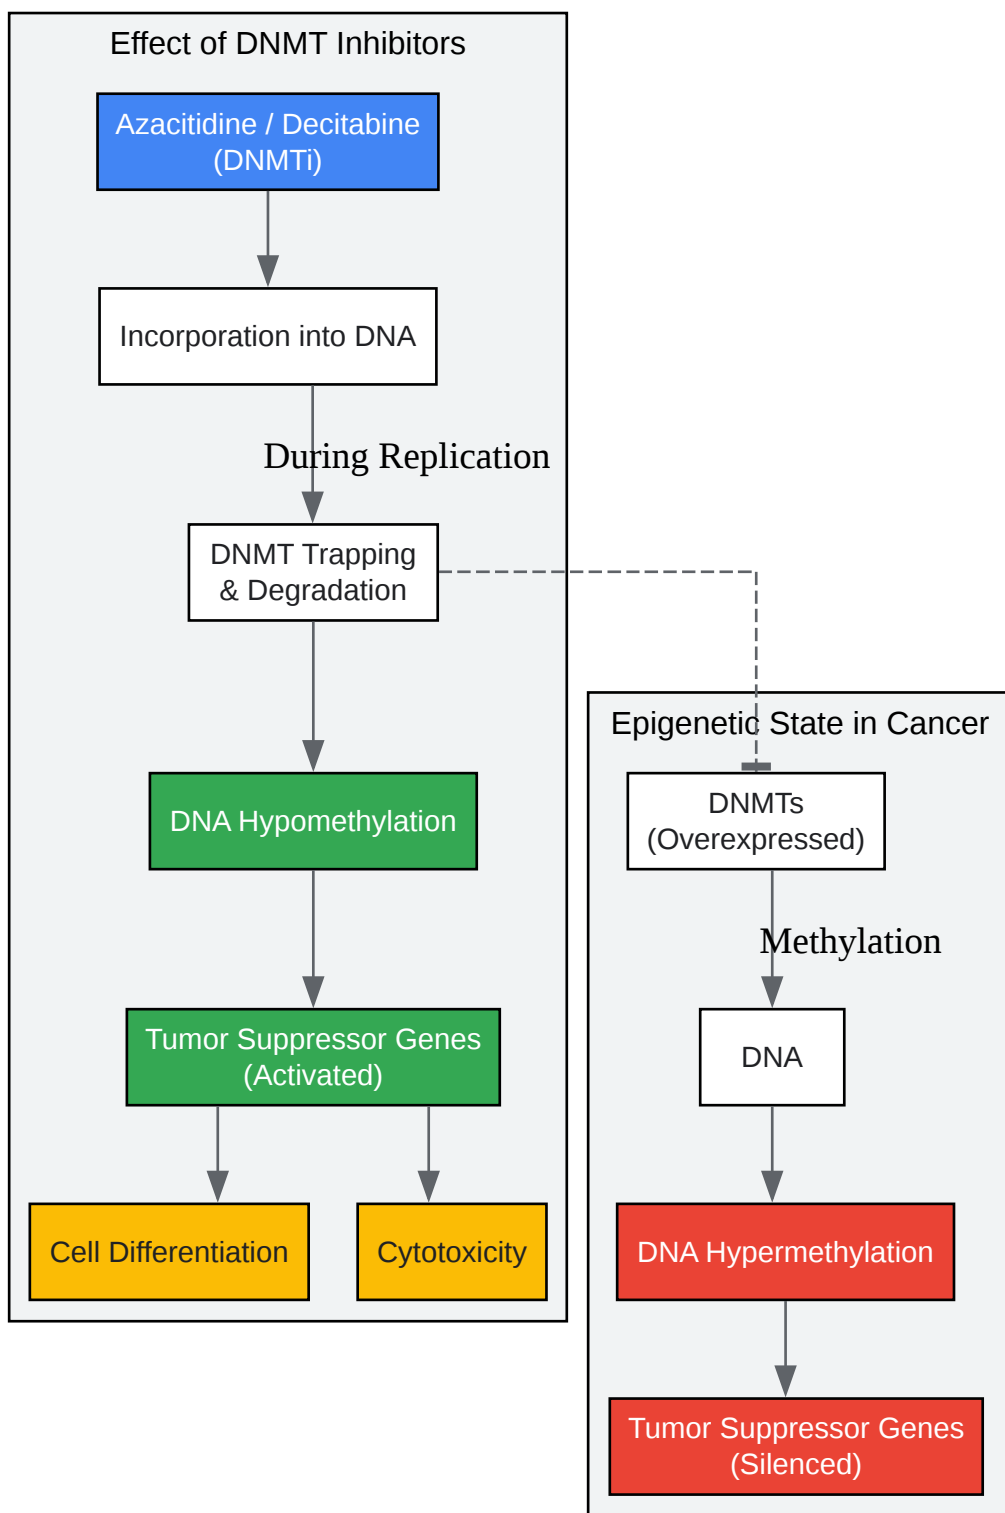 Effect of DNMT Inhibitors
Azacitidine / Decitabine
(DNMTi)
Incorporation into DNA
During Replication
DNMT Trapping
& Degradation
DNA Hypomethylation
Tumor Suppressor Genes
(Activated)
Cell Differentiation
Cytotoxicity
Epigenetic State in Cancer
DNMTs
(Overexpressed)
Methylation
DNA
DNA Hypermethylation
Tumor Suppressor Genes
(Silenced)